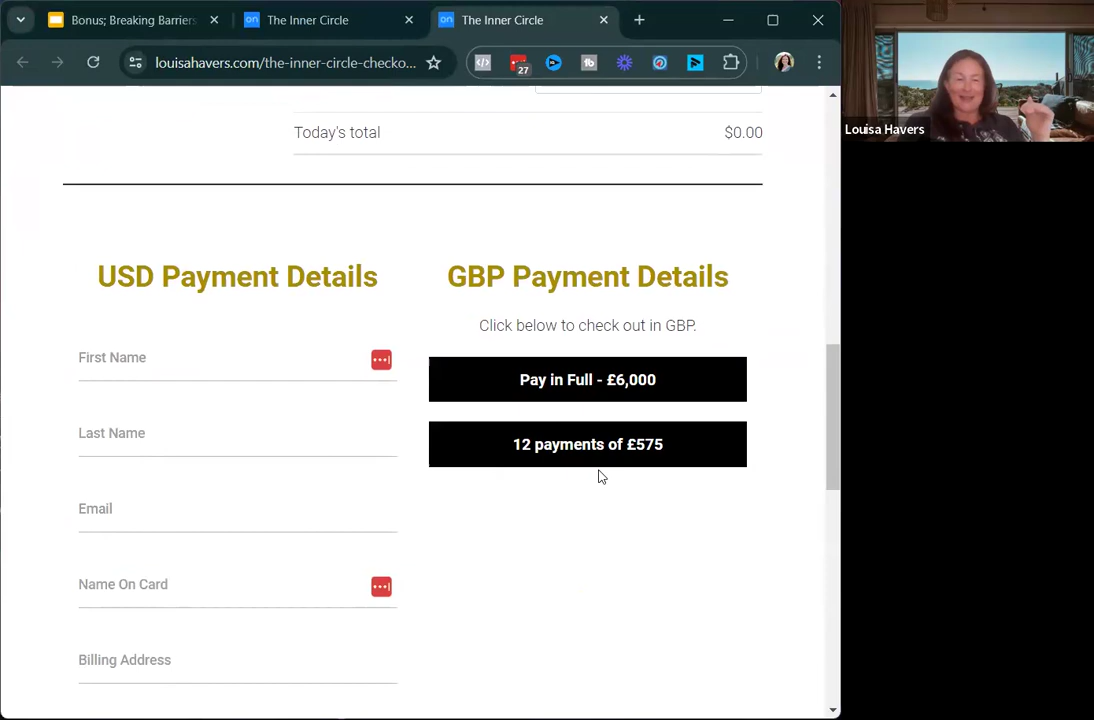 Bonus; Breaking Barriers
The Inner Circle
The Inner Circle
louisahavers.com/the-inner-circle-checko...
27
Louisa Havers
Today's total
$0.00
USD Payment Details
GBP Payment Details
Click below to check out in GBP.
First Name
Pay in Full - £6,000
Last Name
12 payments of £575
Email
Name On Card
Billing Address